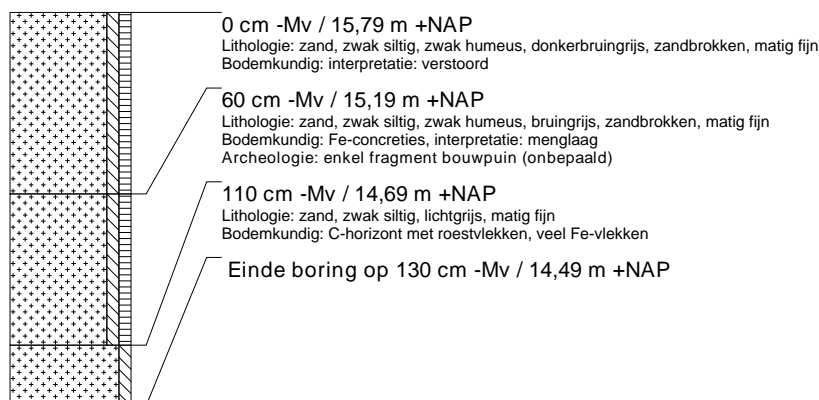 0 cm -Mv / 15,79 m +NAP
Lithologie: zand, zwak siltig, zwak humeus, donkerbruingrijs, zandbrokken, matig fijn
Bodemkundig: interpretatie: verstoord
60 cm -Mv / 15,19 m +NAP
Lithologie: zand, zwak siltig, zwak humeus, bruingrijs, zandbrokken, matig fijn
Bodemkundig: Fe-concreties, interpretatie: menglaag
Archeologie: enkel fragment bouwpuin (onbepaald)
110 cm -Mv / 14,69 m +NAP
Lithologie: zand, zwak siltig, lichtgrijs, matig fijn
Bodemkundig: C-horizont met roestvlekken, veel Fe-vlekken
Einde boring op 130 cm -Mv / 14,49 m +NAP